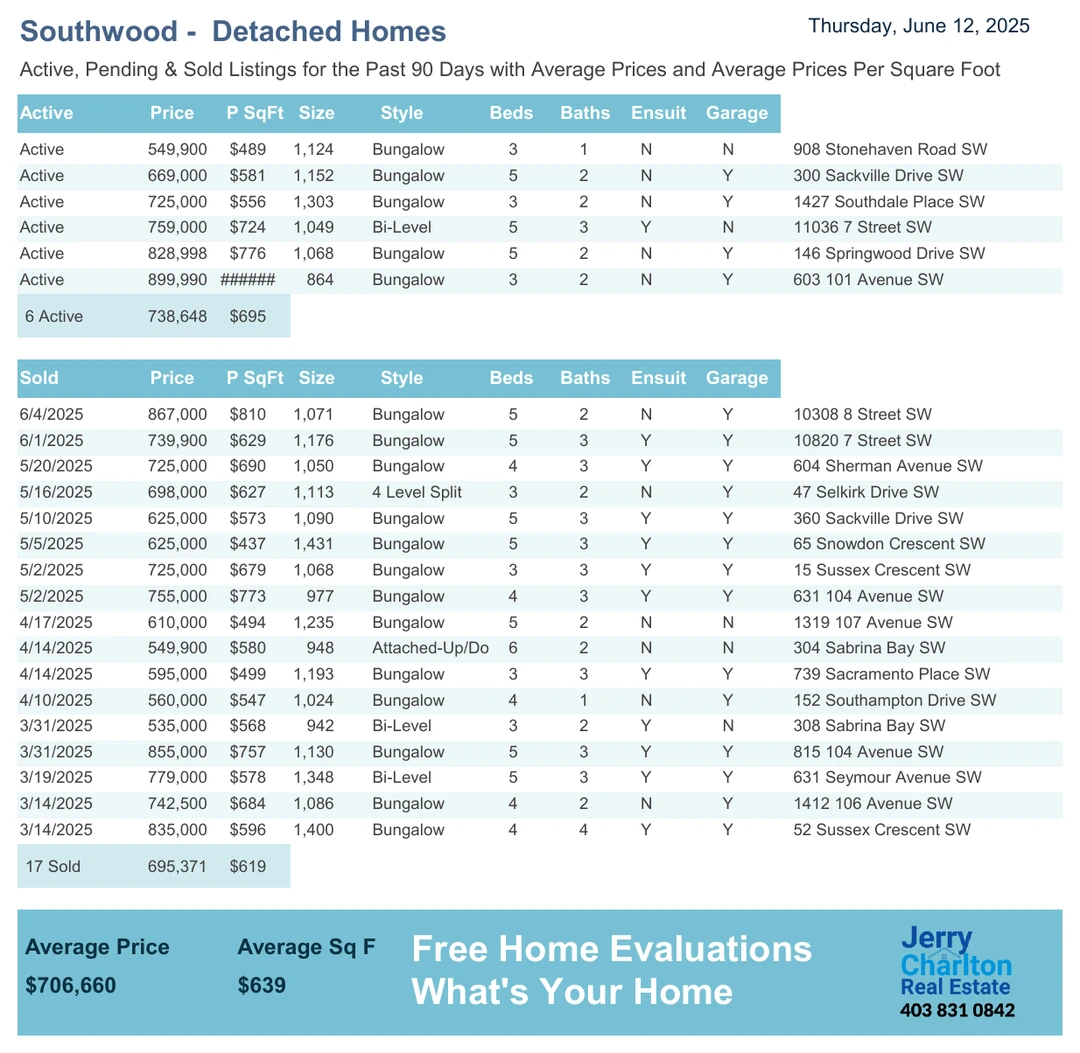 Southwood -  Detached Homes
Thursday, June 12, 2025
Active, Pending & Sold Listings for the Past 90 Days with Average Prices and Average Prices Per Square Foot
Active Price P SqFt Size Style Beds Baths Ensuit Garage
Active 549,900 $489 1,124 Bungalow 3 1 N N 908 Stonehaven Road SW
Active 669,000 $581 1,152 Bungalow 5 2 N Y 300 Sackville Drive SW
Active 725,000 $556 1,303 Bungalow 3 2 N Y 1427 Southdale Place SW
Active 759,000 $724 1,049 Bi-Level 5 3 Y N 11036 7 Street SW
Active 828,998 $776 1,068 Bungalow 5 2 N Y 146 Springwood Drive SW
Active 899,990 ###### 864 Bungalow 3 2 N Y 603 101 Avenue SW
6 Active 738,648 $695
Sold Price P SqFt Size Style Beds Baths Ensuit Garage
6/4/2025 867,000 $810 1,071 Bungalow 5 2 N Y 10308 8 Street SW
6/1/2025 739,900 $629 1,176 Bungalow 5 3 Y Y 10820 7 Street SW
5/20/2025 725,000 $690 1,050 Bungalow 4 3 Y Y 604 Sherman Avenue SW
5/16/2025 698,000 $627 1,113 4 Level Split 3 2 N Y 47 Selkirk Drive SW
5/10/2025 625,000 $573 1,090 Bungalow 5 3 Y Y 360 Sackville Drive SW
5/5/2025 625,000 $437 1,431 Bungalow 5 3 Y Y 65 Snowdon Crescent SW
5/2/2025 725,000 $679 1,068 Bungalow 3 3 Y Y 15 Sussex Crescent SW
5/2/2025 755,000 $773 977 Bungalow 4 3 Y Y 631 104 Avenue SW
4/17/2025 610,000 $494 1,235 Bungalow 5 2 N N 1319 107 Avenue SW
4/14/2025 549,900 $580 948 Attached-Up/Do 6 2 N N 304 Sabrina Bay SW
4/14/2025 595,000 $499 1,193 Bungalow 3 3 Y Y 739 Sacramento Place SW
4/10/2025 560,000 $547 1,024 Bungalow 4 1 N Y 152 Southampton Drive SW
3/31/2025 535,000 $568 942 Bi-Level 3 2 Y N 308 Sabrina Bay SW
3/31/2025 855,000 $757 1,130 Bungalow 5 3 Y Y 815 104 Avenue SW
3/19/2025 779,000 $578 1,348 Bi-Level 5 3 Y Y 631 Seymour Avenue SW
3/14/2025 742,500 $684 1,086 Bungalow 4 2 N Y 1412 106 Avenue SW
3/14/2025 835,000 $596 1,400 Bungalow 4 4 Y Y 52 Sussex Crescent SW
17 Sold 695,371 $619
Average Price Average Sq F
$706,660 $639
Free Home Evaluations
What's Your Home
Jerry
Charlton
Real Estate
403 831 0842